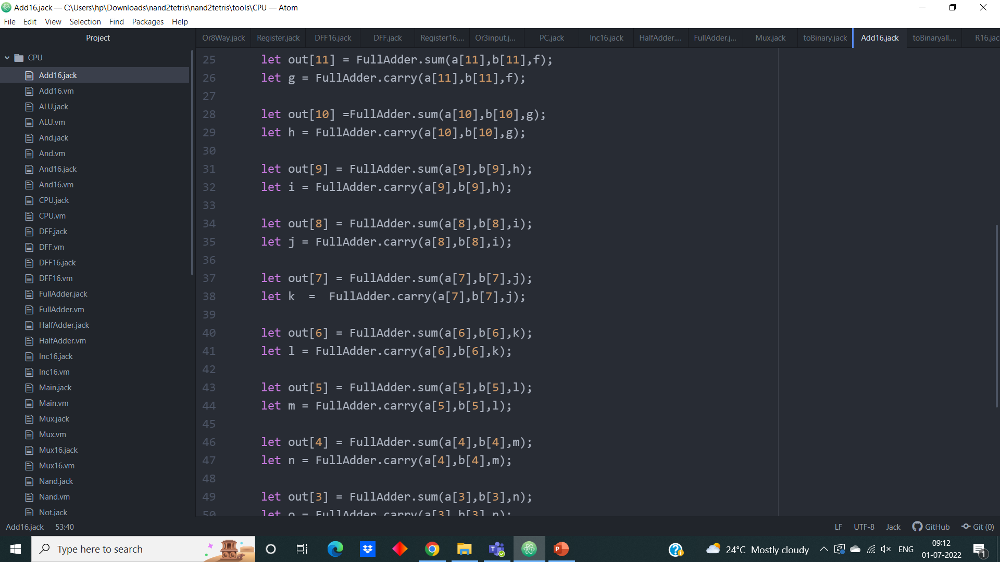 Add16.jack — C:\Users\hp\Downloads\nand2tetris\nand2tetris\tools\CPU — Atom
File Edit View Selection Find Packages Help
Project
Or8Way.jack Register.jack DFF16.jack DFF.jack Register16.... Or3input.j... PC.jack Inc16.jack HalfAdder.... FullAdder.j... Mux.jack toBinary.jack Add16.jack toBinaryall.... R16.jac
CPU
Add16.jack
Add16.vm
ALU.jack
ALU.vm
And.jack
And.vm
And16.jack
And16.vm
CPU.jack
CPU.vm
DFF.jack
DFF.vm
DFF16.jack
DFF16.vm
FullAdder.jack
FullAdder.vm
HalfAdder.jack
HalfAdder.vm
Inc16.jack
Inc16.vm
Main.jack
Main.vm
Mux.jack
Mux.vm
Mux16.jack
Mux16.vm
Nand.jack
Nand.vm
Not.jack
25 let out[11] = FullAdder.sum(a[11],b[11],f);
26 let g = FullAdder.carry(a[11],b[11],f);
27
28 let out[10] =FullAdder.sum(a[10],b[10],g);
29 let h = FullAdder.carry(a[10],b[10],g);
30
31 let out[9] = FullAdder.sum(a[9],b[9],h);
32 let i = FullAdder.carry(a[9],b[9],h);
33
34 let out[8] = FullAdder.sum(a[8],b[8],i);
35 let j = FullAdder.carry(a[8],b[8],i);
36
37 let out[7] = FullAdder.sum(a[7],b[7],j);
38 let k  =  FullAdder.carry(a[7],b[7],j);
39
40 let out[6] = FullAdder.sum(a[6],b[6],k);
41 let l = FullAdder.carry(a[6],b[6],k);
42
43 let out[5] = FullAdder.sum(a[5],b[5],l);
44 let m = FullAdder.carry(a[5],b[5],l);
45
46 let out[4] = FullAdder.sum(a[4],b[4],m);
47 let n = FullAdder.carry(a[4],b[4],m);
48
49 let out[3] = FullAdder.sum(a[3],b[3],n);
50 let o = FullAdder.carry(a[3],b[3],n);
Add16.jack 53:40 LF UTF-8 Jack GitHub Git (0)
Type here to search 24°C Mostly cloudy ENG 09:12
01-07-2022 1